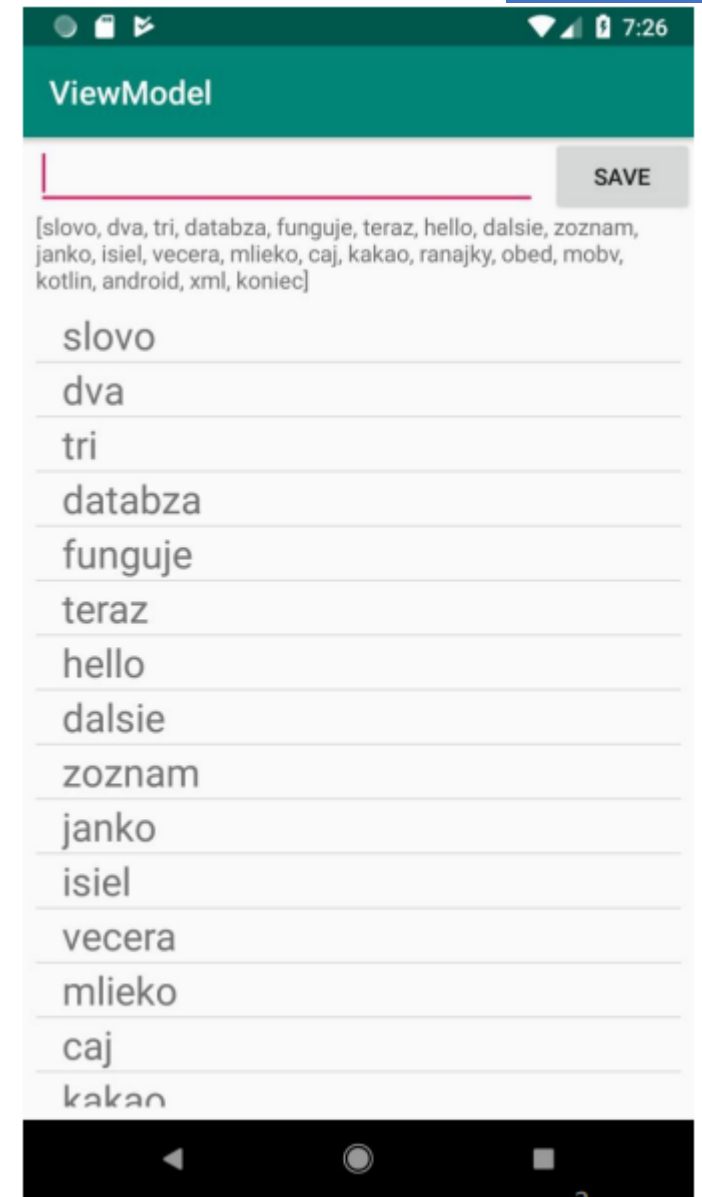 7:26
ViewModel
SAVE
[slovo, dva, tri, databza, funguje, teraz, hello, dalsie, zoznam,
janko, isiel, vecera, mlieko, caj, kakao, ranajky, obed, mobv,
kotlin, android, xml, koniec]
slovo
dva
tri
databza
funguje
teraz
hello
dalsie
zoznam
janko
isiel
vecera
mlieko
caj
kakao